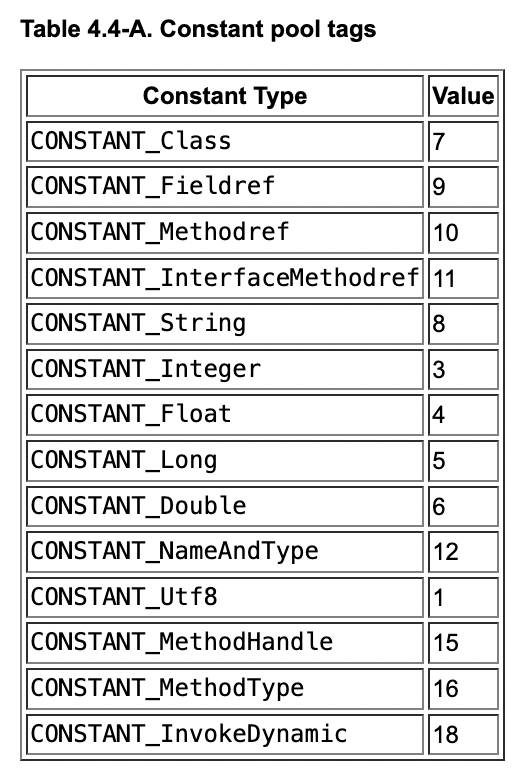 Table 4.4-A. Constant pool tags
Constant Type Value
CONSTANT_Class 7
CONSTANT_Fieldref 9
CONSTANT_Methodref 10
CONSTANT_InterfaceMethodref 11
CONSTANT_String 8
CONSTANT_Integer 3
CONSTANT_Float 4
CONSTANT_Long 5
CONSTANT_Double 6
CONSTANT_NameAndType 12
CONSTANT_Utf8 1
CONSTANT_MethodHandle 15
CONSTANT_MethodType 16
CONSTANT_InvokeDynamic 18